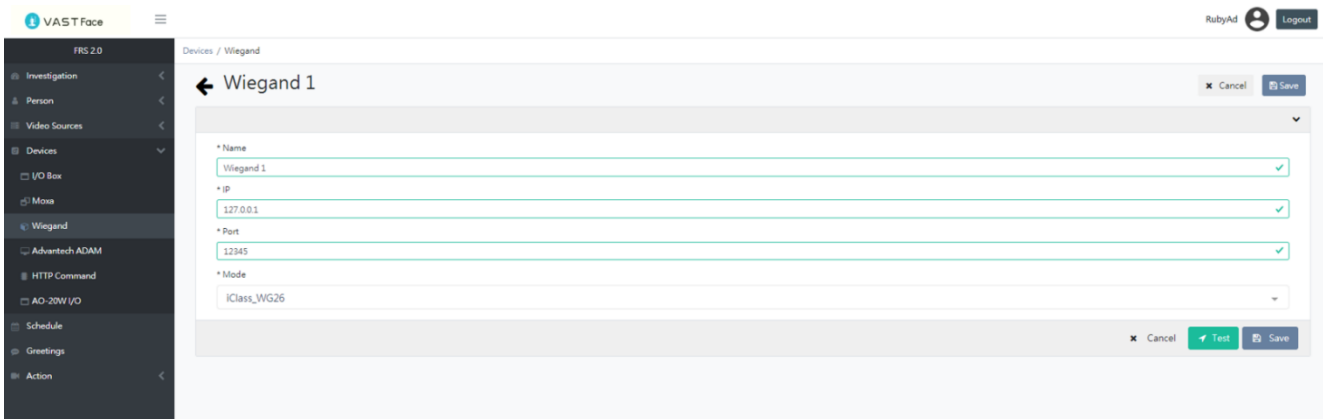 VAST Face
RubyAd
Logout
FRS 2.0
Devices / Wiegand
Investigation
Person
Video Sources
Devices
I/O Box
Moxa
Wiegand
Advantech ADAM
HTTP Command
AO-20W I/O
Schedule
Greetings
Action
Wiegand 1
Cancel
Save
* Name
Wiegand 1
* IP
127.0.0.1
* Port
12345
* Mode
iClass_WG26
Cancel
Test
Save